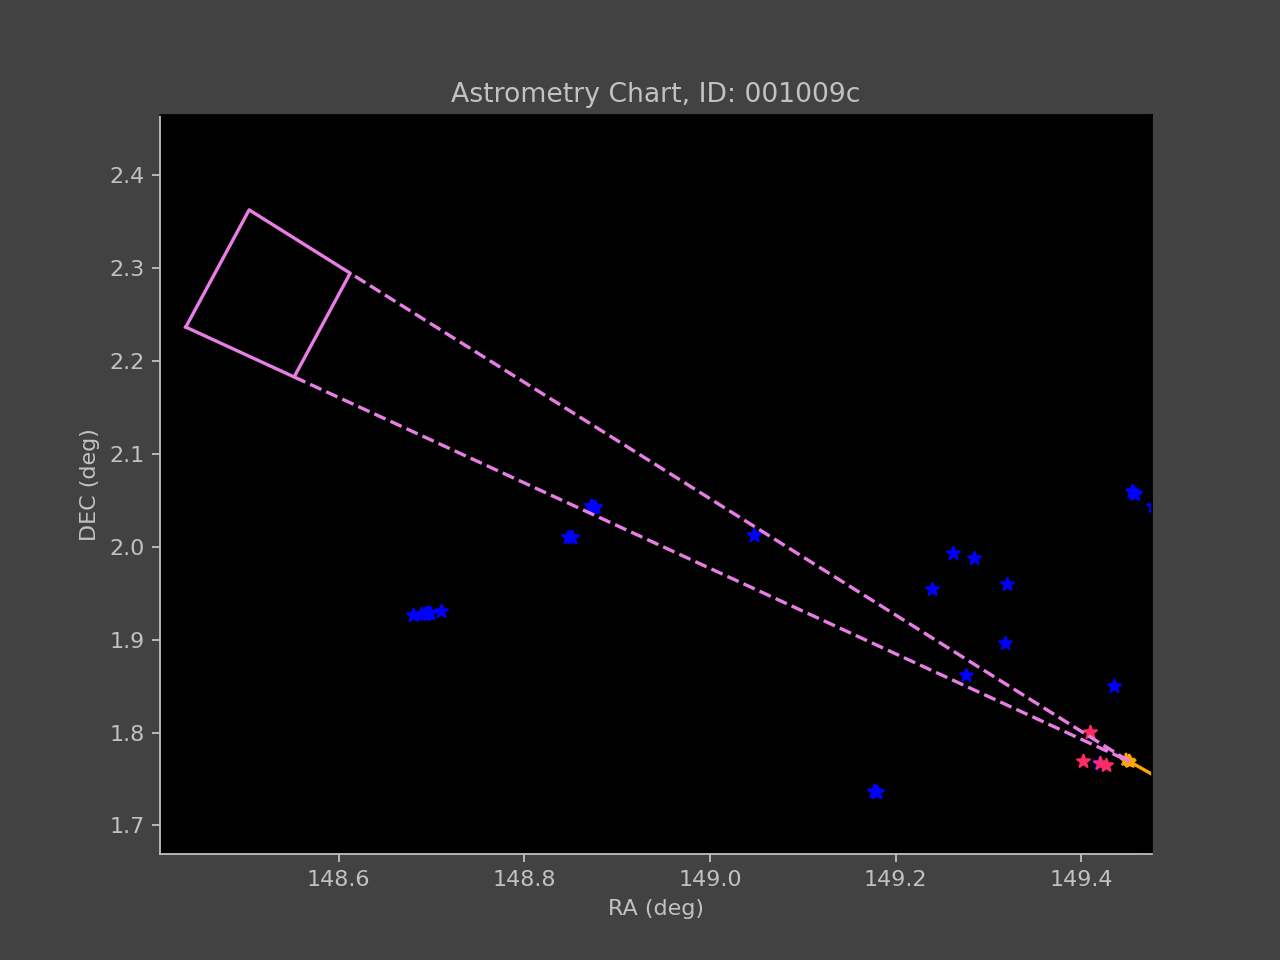 Astrometry Chart, ID: 001009c
2.4
2.3
2.2
2.1
2.0
1.9
1.8
1.7
DEC (deg)
148.6 148.8 149.0 149.2 149.4
RA (deg)